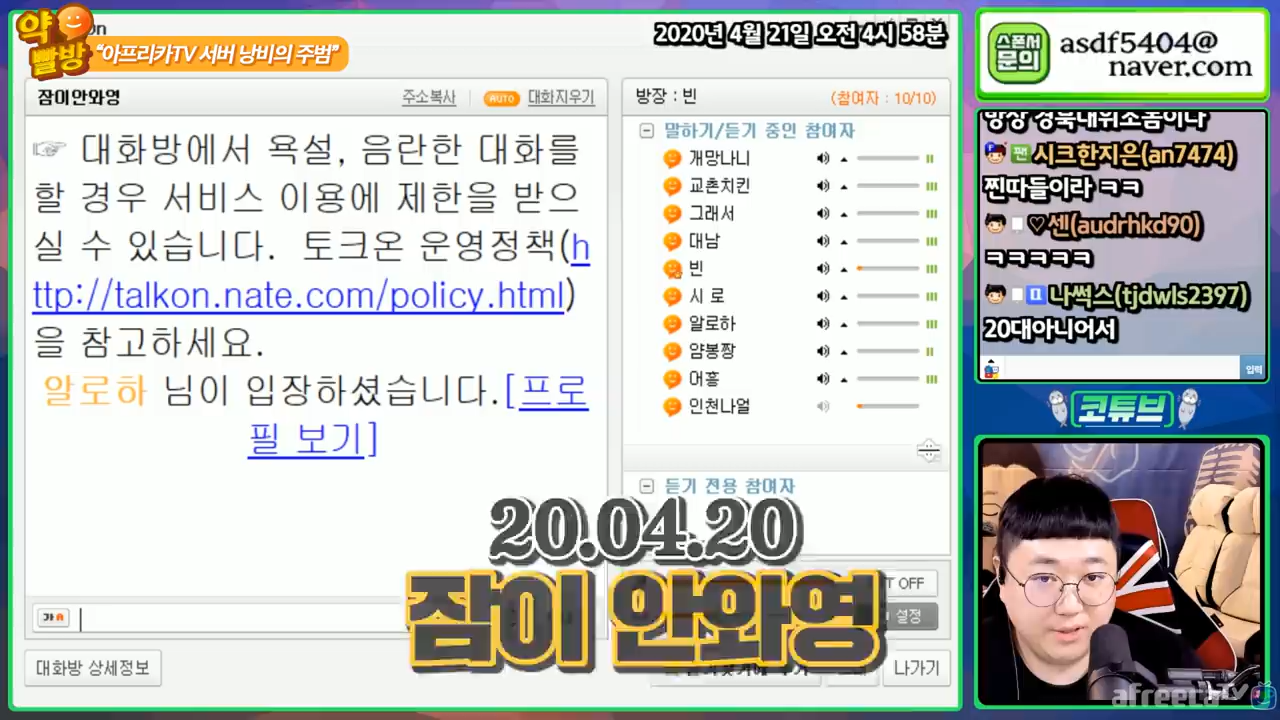 약빨방
"아프리카TV 서버 낭비의 주범"
2020년 4월 21일 오전 4시 58분
스폰서문의
asdf5404@
naver.com
잠이안와영
주소복사
AUTO
대화지우기
☞ 대화방에서 욕설, 음란한 대화를
할 경우 서비스 이용에 제한을 받으
실 수 있습니다. 토크온 운영정책(h
ttp://talkon.nate.com/policy.html)
을 참고하세요.
알로하 님이 입장하셨습니다.[프로
필 보기]
방장 : 빈
(참여자 : 10/10)
말하기/듣기 중인 참여자
개망나니
교촌치킨
그래서
대남
빈
시 로
알로하
얌봉짱
어흥
인천나얼
듣기 전용 참여자
OFF
설정
가
대화방 상세정보
나가기
20.04.20
잠이 안와영
시크한지은(an7474)
찐따들이라 ㅋㅋ
♡센(audrhkd90)
ㅋㅋㅋㅋㅋ
나썩스(tjdwls2397)
20대아니어서
입력
코튜브
afreecaTV